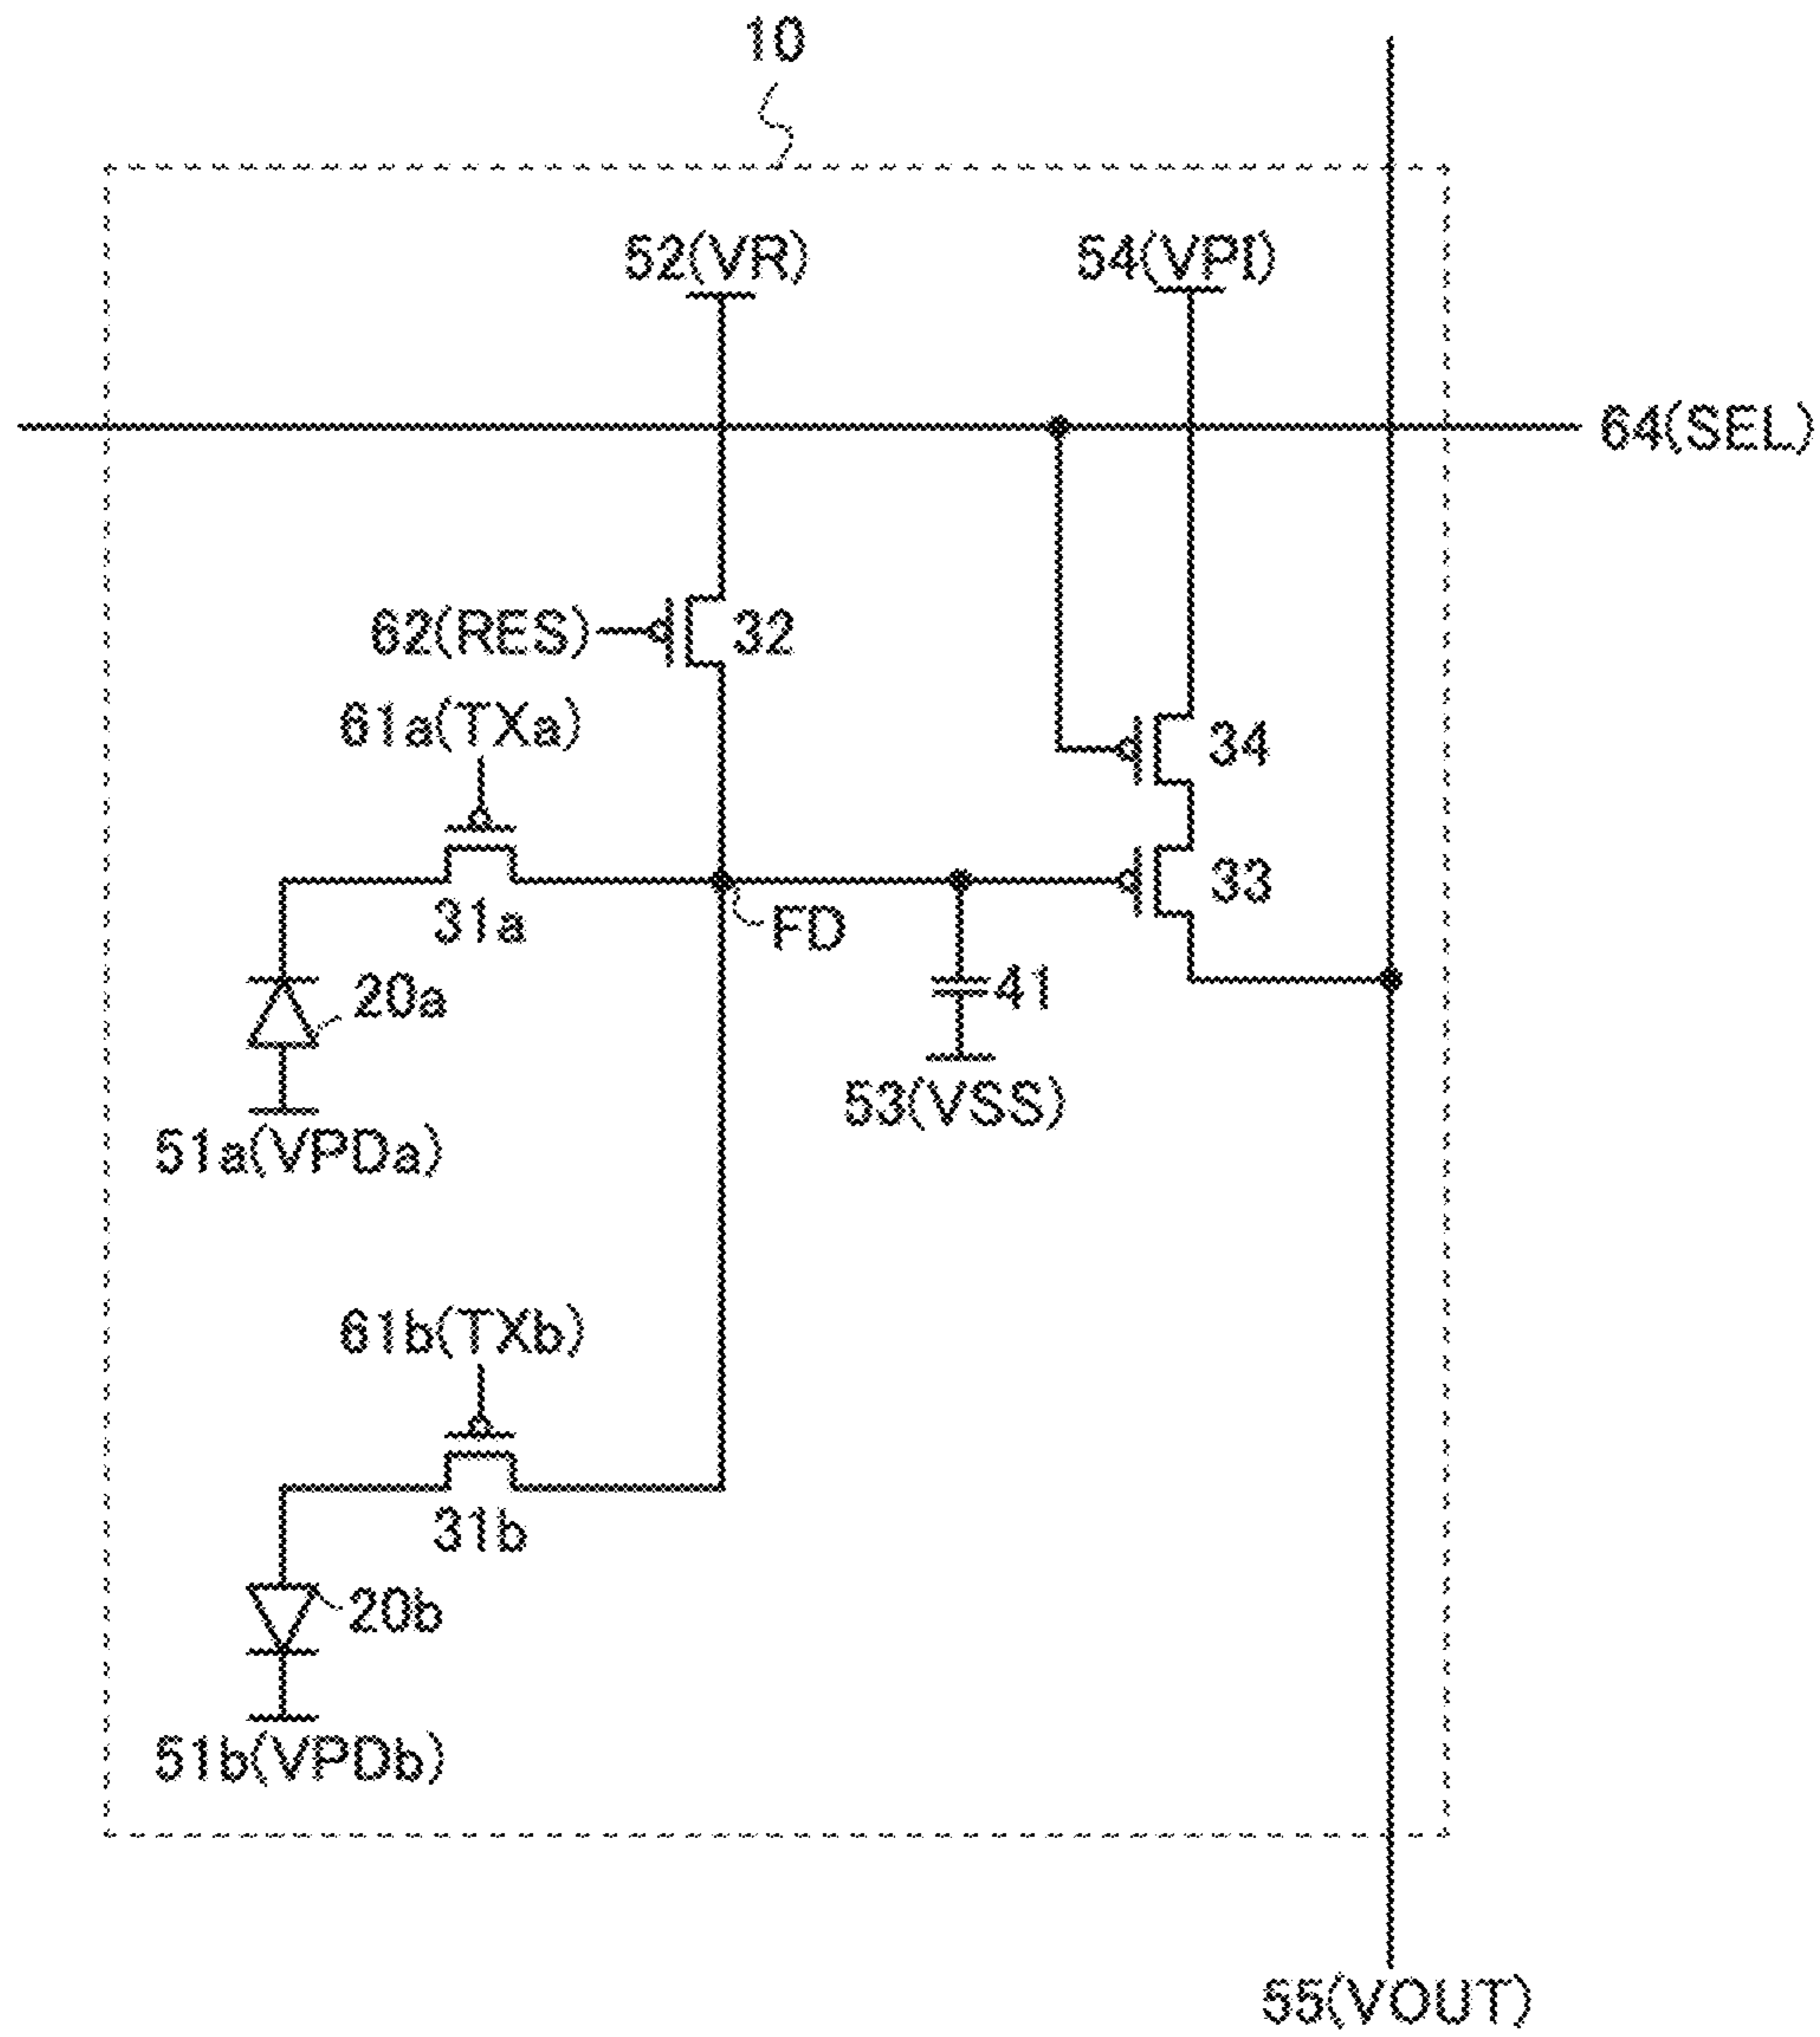 10
52(VR)
54(VPI)
64(SEL)
62(RES)
32
61a(TXa)
34
33
31a
FD
20a
41
53(VSS)
51a(VPDa)
61b(TXb)
31b
20b
51b(VPDb)
55(VOUT)